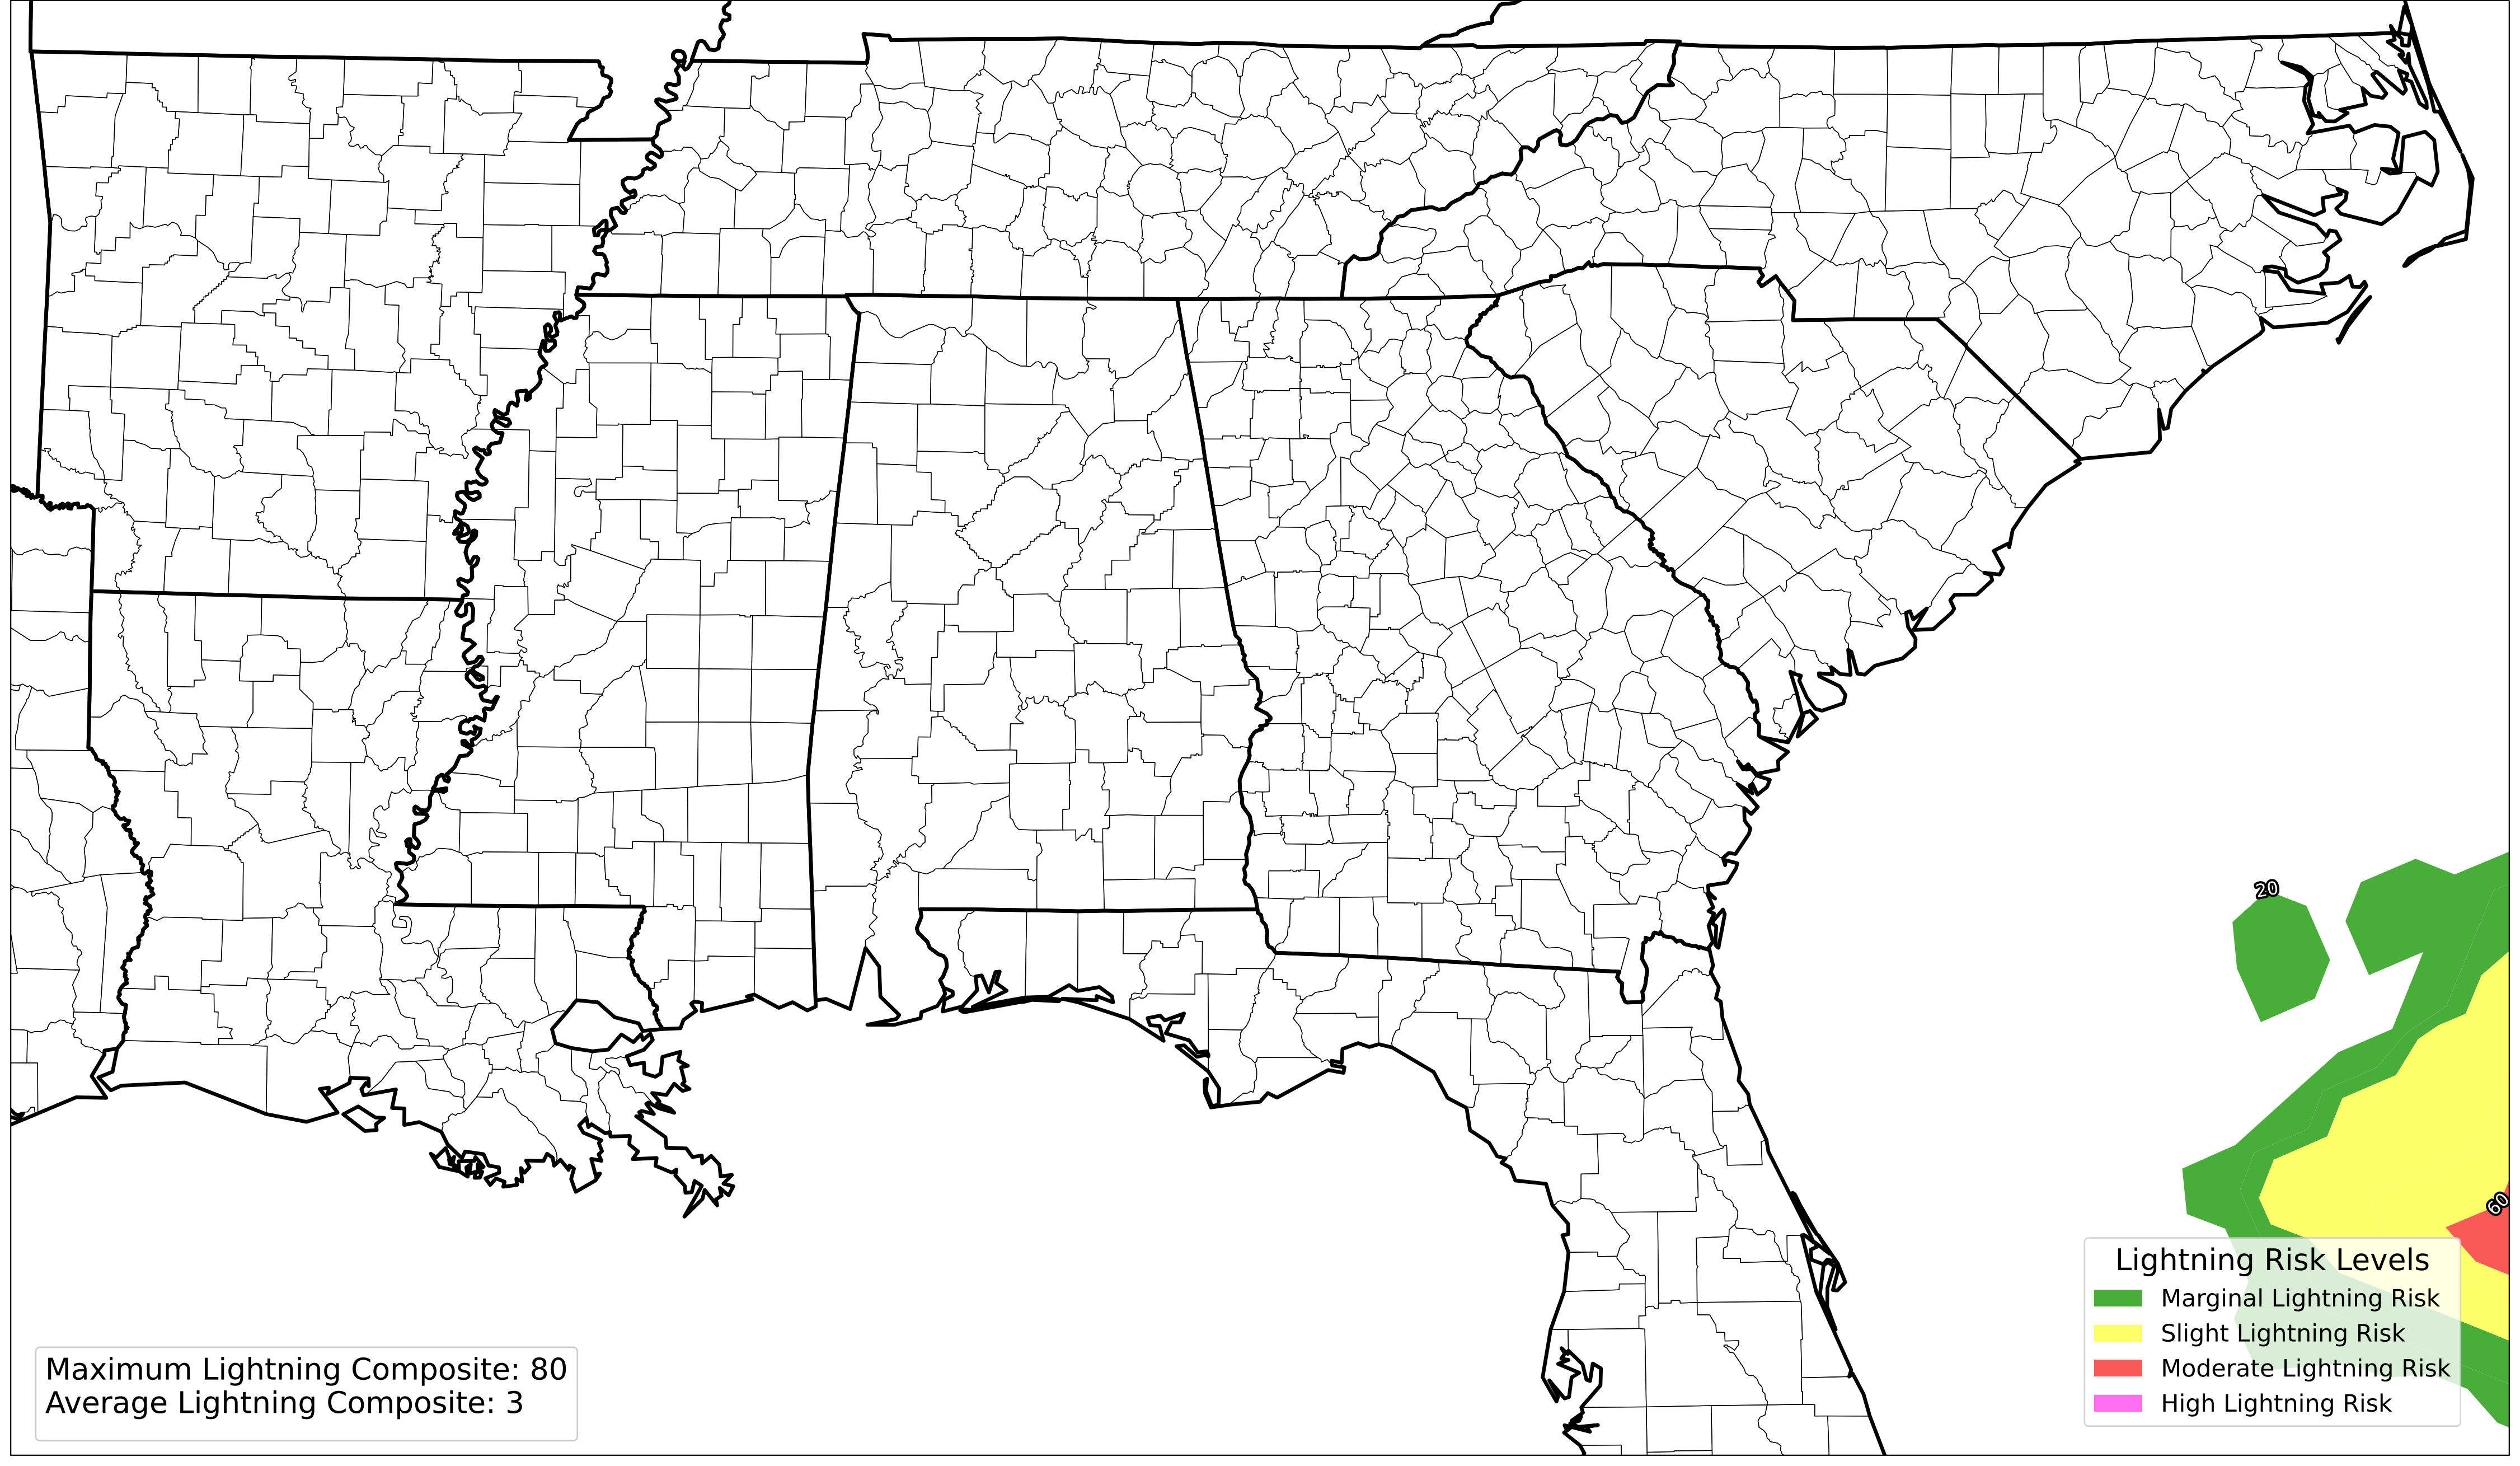 20
60
Lightning Risk Levels
Marginal Lightning Risk
Slight Lightning Risk
Moderate Lightning Risk
High Lightning Risk
Maximum Lightning Composite: 80
Average Lightning Composite: 3